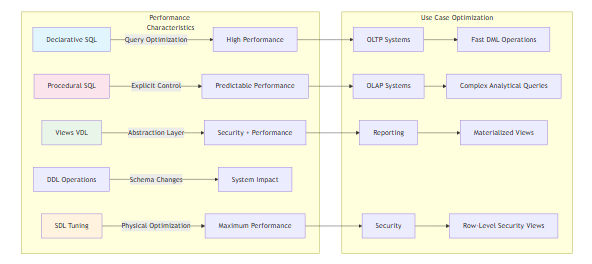 Performance
Characteristics
Use Case Optimization
Declarative SQL
Query Optimization
High Performance
OLTP Systems
Fast DML Operations
Procedural SQL
Explicit Control
Predictable Performance
OLAP Systems
Complex Analytical Queries
Views VDL
Abstraction Layer
Security + Performance
Reporting
Materialized Views
DDL Operations
Schema Changes
System Impact
SDL Tuning
Physical Optimization
Maximum Performance
Security
Row-Level Security Views